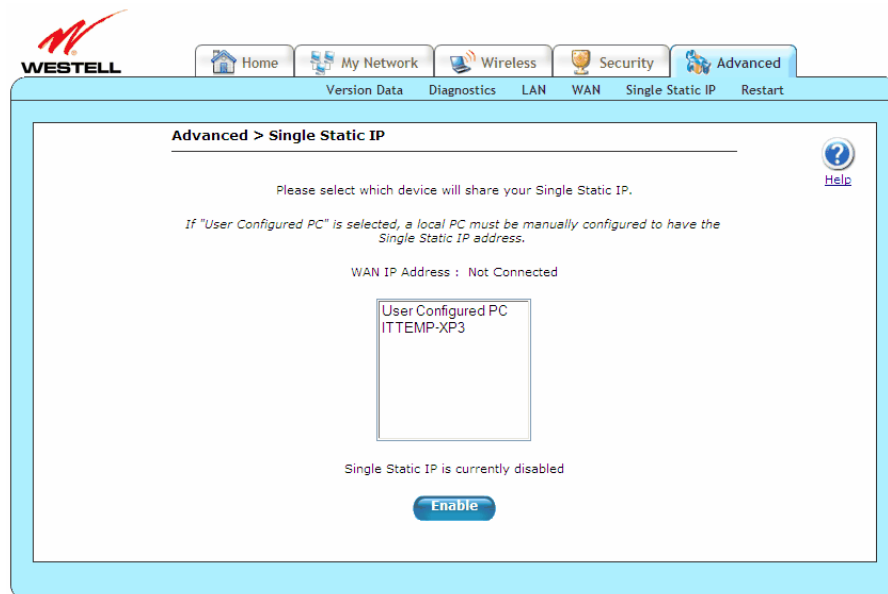 WESTELL
Home
My Network
Wireless
Security
Advanced
Version Data
Diagnostics
LAN
WAN
Single Static IP
Restart
Advanced > Single Static IP
Help
Please select which device will share your Single Static IP.
If "User Configured PC" is selected, a local PC must be manually configured to have the
Single Static IP address.
WAN IP Address : Not Connected
User Configured PC
ITTEMP-XP3
Single Static IP is currently disabled
Enable